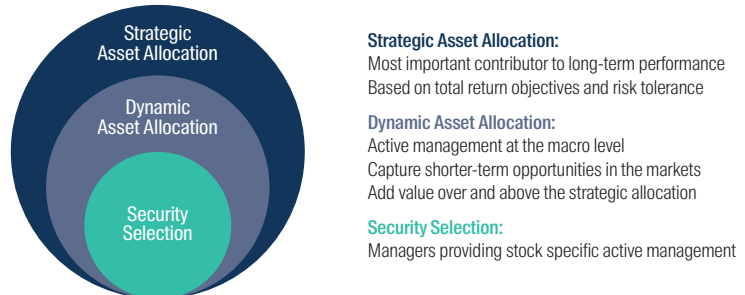 Strategic
Asset Allocation
Dynamic
Asset Allocation
Security
Selection
Strategic Asset Allocation:
Most important contributor to long-term performance
Based on total return objectives and risk tolerance
Dynamic Asset Allocation:
Active management at the macro level
Capture shorter-term opportunities in the markets
Add value over and above the strategic allocation
Security Selection:
Managers providing stock specific active management